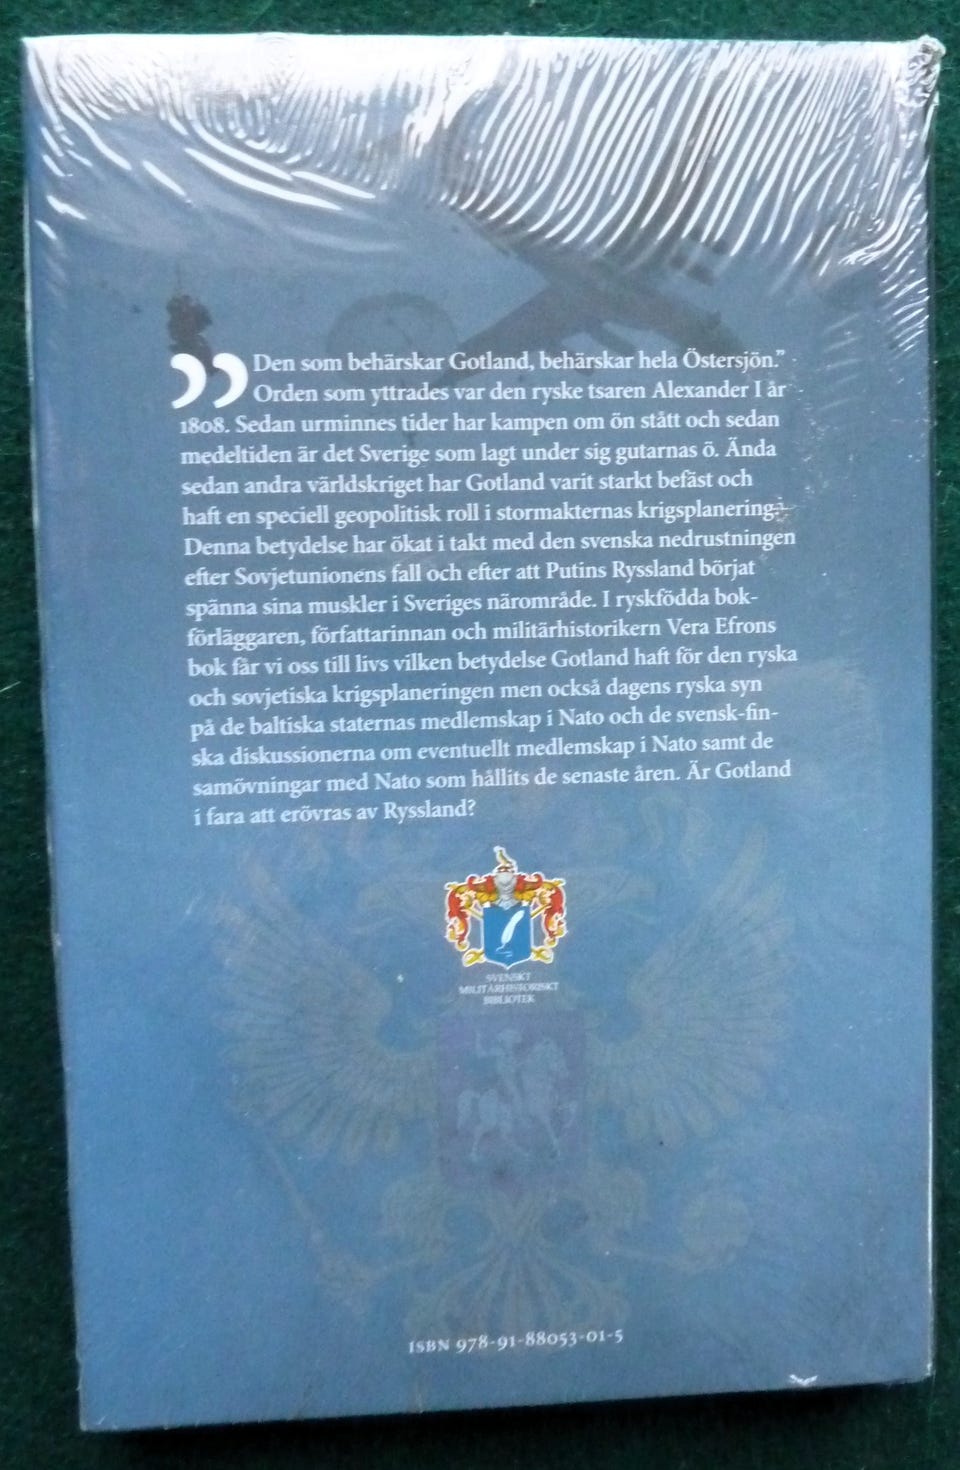 ”Den som behärskar Gotland, behärskar hela Östersjön.”
Orden som yttrades var den ryske tsaren Alexander I år
1808. Sedan urminnes tider har kampen om ön stått och sedan
medeltiden är det Sverige som lagt under sig gutarnas ö. Ända
sedan andra världskriget har Gotland varit starkt befäst och
haft en speciell geopolitisk roll i stormakternas krigsplanering.
Denna betydelse har ökat i takt med den svenska nedrustningen
efter Sovjetunionens fall och efter att Putins Ryssland börjat
spänna sina muskler i Sveriges närområde. I ryskfödda bok-
förläggaren, författarinnan och militärhistorikern Vera Efrons
bok får vi oss till livs vilken betydelse Gotland haft för den ryska
och sovjetiska krigsplaneringen men också dagens ryska syn
på de baltiska staternas medlemskap i Nato och de svensk-fin-
ska diskussionerna om eventuellt medlemskap i Nato samt de
samövningar med Nato som hållits de senaste åren. Är Gotland
i fara att erövras av Ryssland?
SVENSKT
MILITÄRHISTORISKT
BIBLIOTEK
ISBN 978-91-88053-01-5